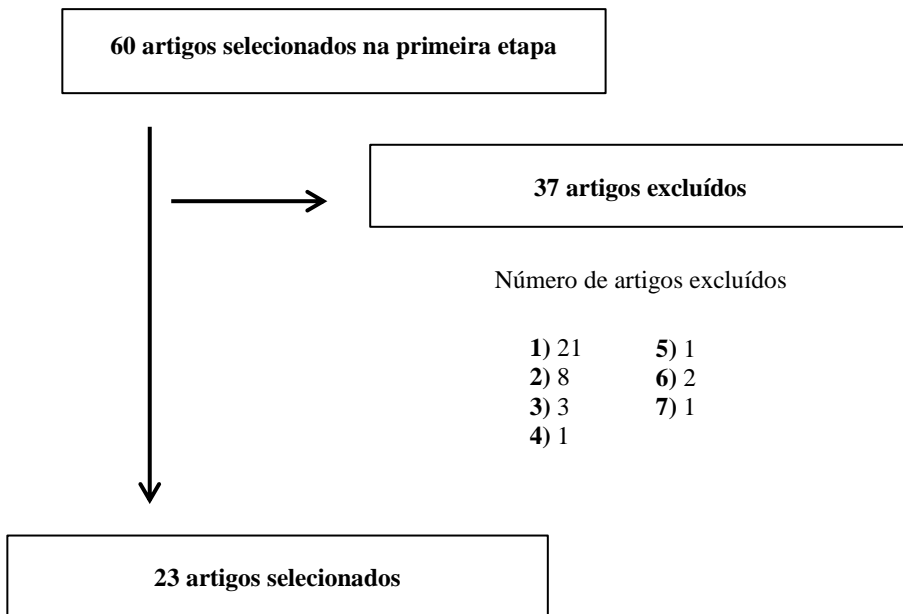 60 artigos selecionados na primeira etapa
37 artigos excluídos
Número de artigos excluídos
1) 21 5) 1
2) 8 6) 2
3) 3 7) 1
4) 1
23 artigos selecionados